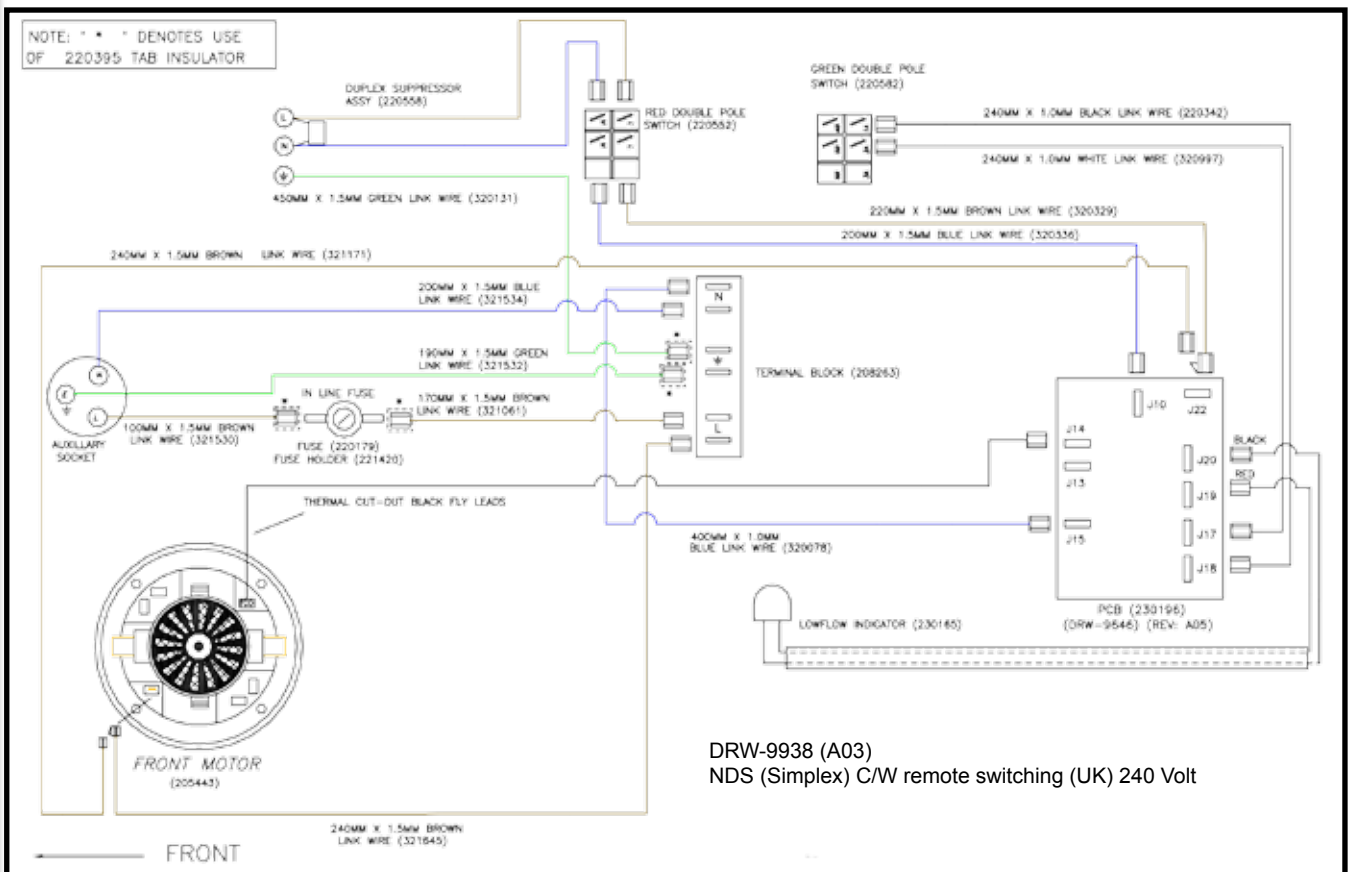 NOTE: " * " DENOTES USE
OF 220395 TAB INSULATOR
DUPLEX SUPPRESSOR
ASSY (220558)
L
N
450MM X 1.5MM GREEN LINK WIRE (320131)
RED DOUBLE POLE
SWITCH (220552)
GREEN DOUBLE POLE
SWITCH (220582)
240MM X 1.0MM BLACK LINK WIRE (220342)
240MM X 1.0MM WHITE LINK WIRE (320997)
220MM X 1.5MM BROWN LINK WIRE (320329)
200MM X 1.5MM BLUE LINK WIRE (320336)
240MM X 1.5MM BROWN LINK WIRE (321171)
200MM X 1.5MM BLUE
LINK WIRE (321534)
N
190MM X 1.5MM GREEN
LINK WIRE (321532)
*
*
TERMINAL BLOCK (208263)
N
E
L
AUXILLARY
SOCKET
100MM X 1.5MM BROWN
LINK WIRE (321530)
*
IN LINE FUSE
*
FUSE (220179)
FUSE HOLDER (221420)
170MM X 1.5MM BROWN
LINK WIRE (321061)
L
J10
J22
J14
J13
J15
BLACK
J20
RED
J19
J17
J18
PCB (230196)
(DRW-9646) (REV: A05)
THERMAL CUT-OUT BLACK FLY LEADS
400MM X 1.0MM
BLUE LINK WIRE (320078)
LOWFLOW INDICATOR (230165)
FRONT MOTOR
(205443)
240MM X 1.5MM BROWN
LINK WIRE (321645)
FRONT
DRW-9938 (A03)
NDS (Simplex) C/W remote switching (UK) 240 Volt